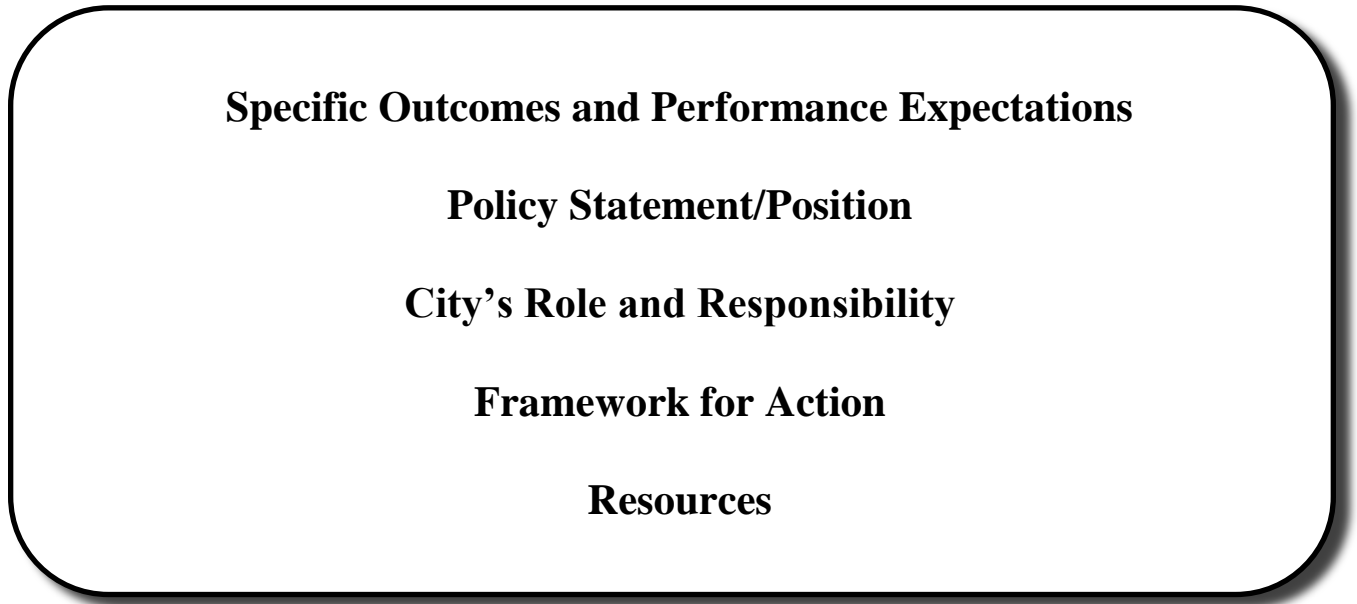 Specific Outcomes and Performance Expectations
Policy Statement/Position
City’s Role and Responsibility
Framework for Action
Resources